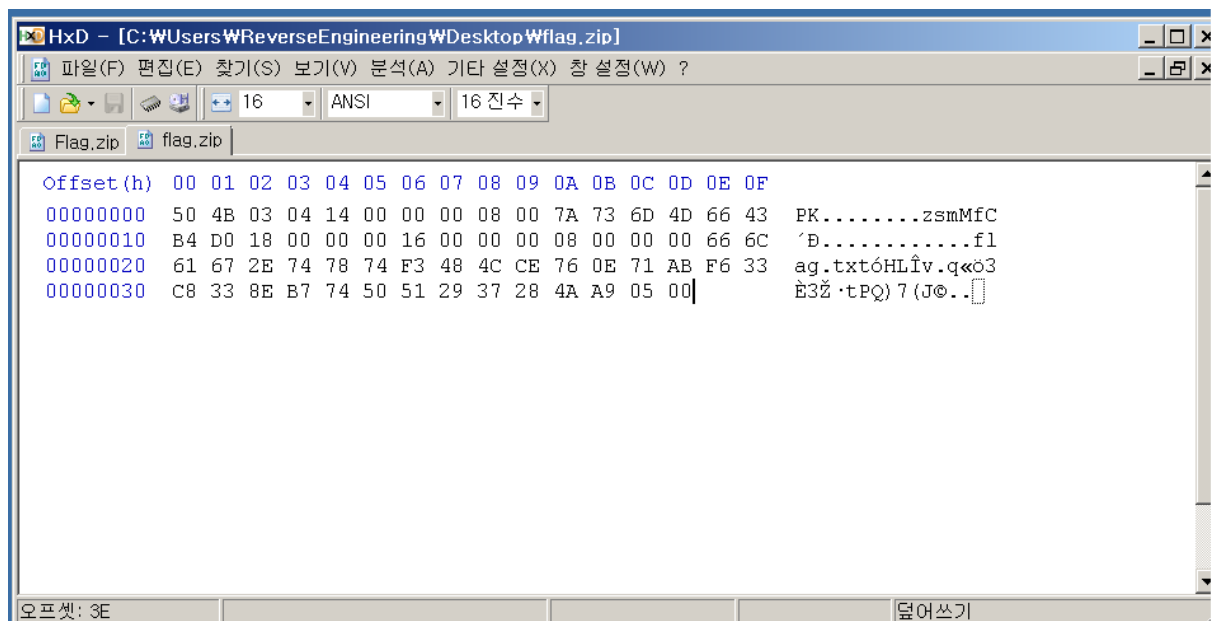 HxD - [C:₩Users₩ReverseEngineering₩Desktop₩flag.zip]
파일(F) 편집(E) 찾기(S) 보기(V) 분석(A) 기타 설정(X) 창 설정(W) ?
16 ANSI 16 진수
Flag.zip flag.zip
Offset(h) 00 01 02 03 04 05 06 07 08 09 0A 0B 0C 0D 0E 0F
00000000 50 4B 03 04 14 00 00 00 08 00 7A 73 6D 4D 66 43 PK........zsmMfC
00000010 B4 D0 18 00 00 00 16 00 00 00 08 00 00 00 66 6C ´Ð............fl
00000020 61 67 2E 74 78 74 F3 48 4C CE 76 0E 71 AB F6 33 ag.txtóHLÎv.q«ö3
00000030 C8 33 8E B7 74 50 51 29 37 28 4A A9 05 00 È3Ž·tPQ)7(J©..
오프셋: 3E 덮어쓰기